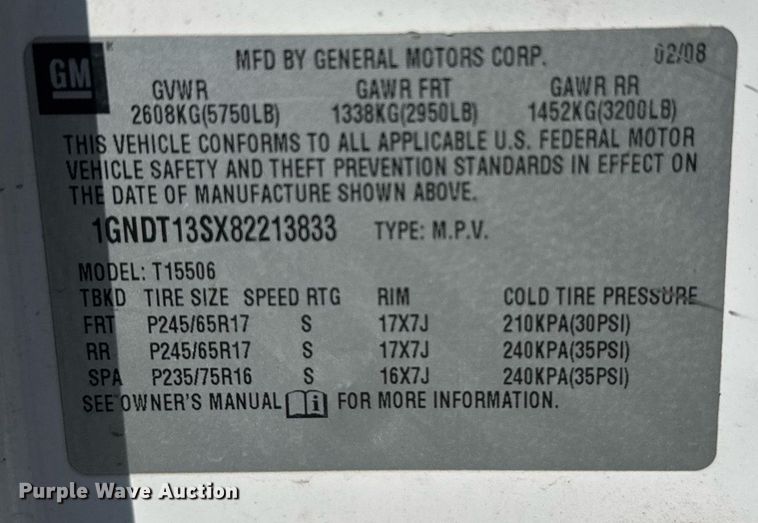 GM
MFD BY GENERAL MOTORS CORP. 02/08
GVWR GAWR FRT GAWR RR
2608KG(5750LB) 1338KG(2950LB) 1452KG(3200LB)
THIS VEHICLE CONFORMS TO ALL APPLICABLE U.S. FEDERAL MOTOR
VEHICLE SAFETY AND THEFT PREVENTION STANDARDS IN EFFECT ON
THE DATE OF MANUFACTURE SHOWN ABOVE.
1GNDT13SX82213833 TYPE: M.P.V.
MODEL: T15506
TBKD TIRE SIZE SPEED RTG RIM COLD TIRE PRESSURE
FRT P245/65R17 S 17X7J 210KPA(30PSI)
RR P245/65R17 S 17X7J 240KPA(35PSI)
SPA P235/75R16 S 16X7J 240KPA(35PSI)
SEE OWNER'S MANUAL i FOR MORE INFORMATION.
Purple Wave Auction